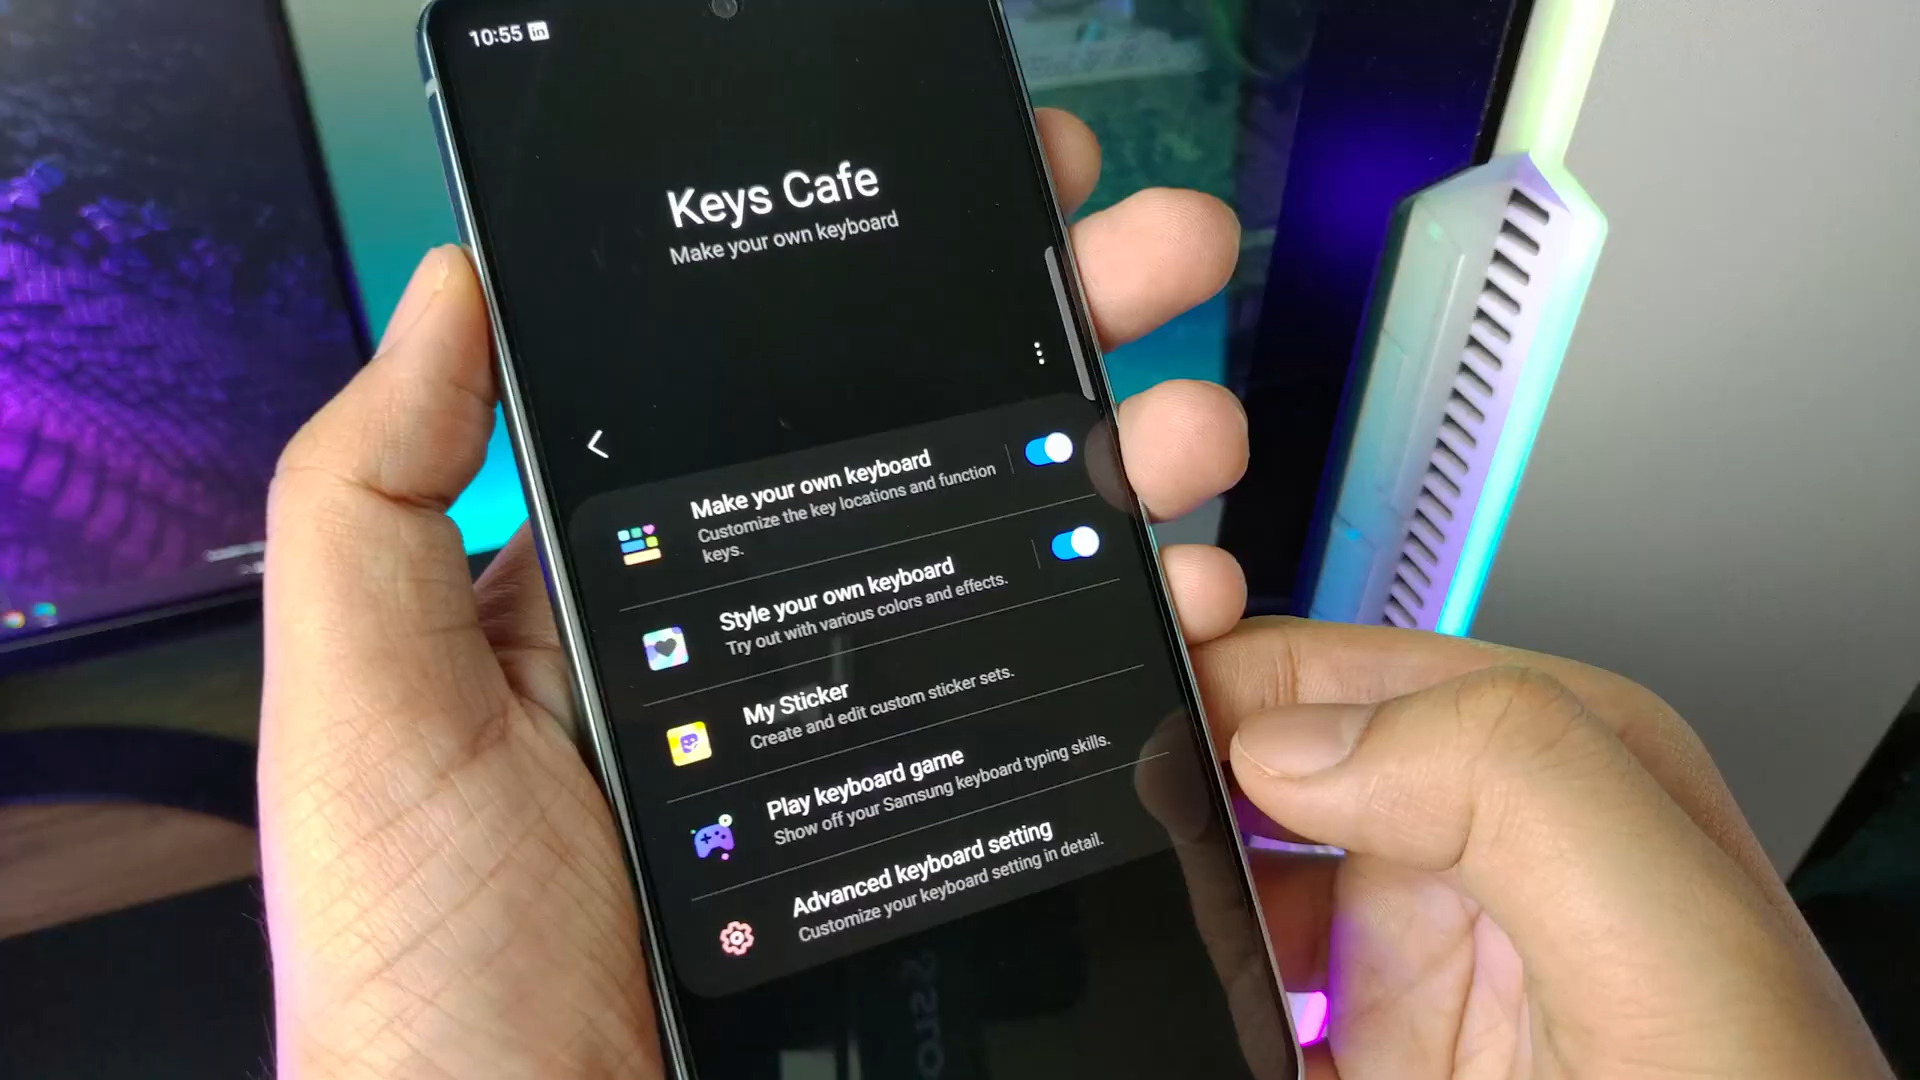 10:55 in
Keys Cafe
Make your own keyboard
Make your own keyboard
Customize the key locations and function
keys.
Style your own keyboard
Try out with various colors and effects.
My Sticker
Create and edit custom sticker sets.
Play keyboard game
Show off your Samsung keyboard typing skills.
Advanced keyboard setting
Customize your keyboard setting in detail.